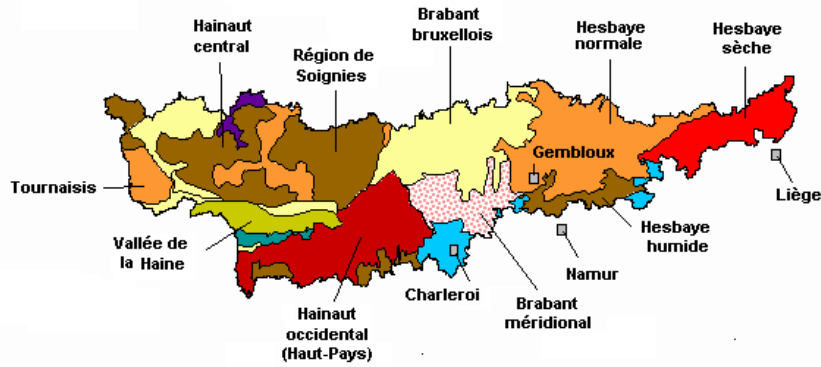 Hainaut
central
Région de
Soignies
Brabant
bruxellois
Hesbaye
normale
Hesbaye
sèche
Gembloux
Tournaisis
Liège
Vallée de
la Haine
Hesbaye
humide
Namur
Charleroi
Brabant
méridional
Hainaut
occidental
(Haut-Pays)